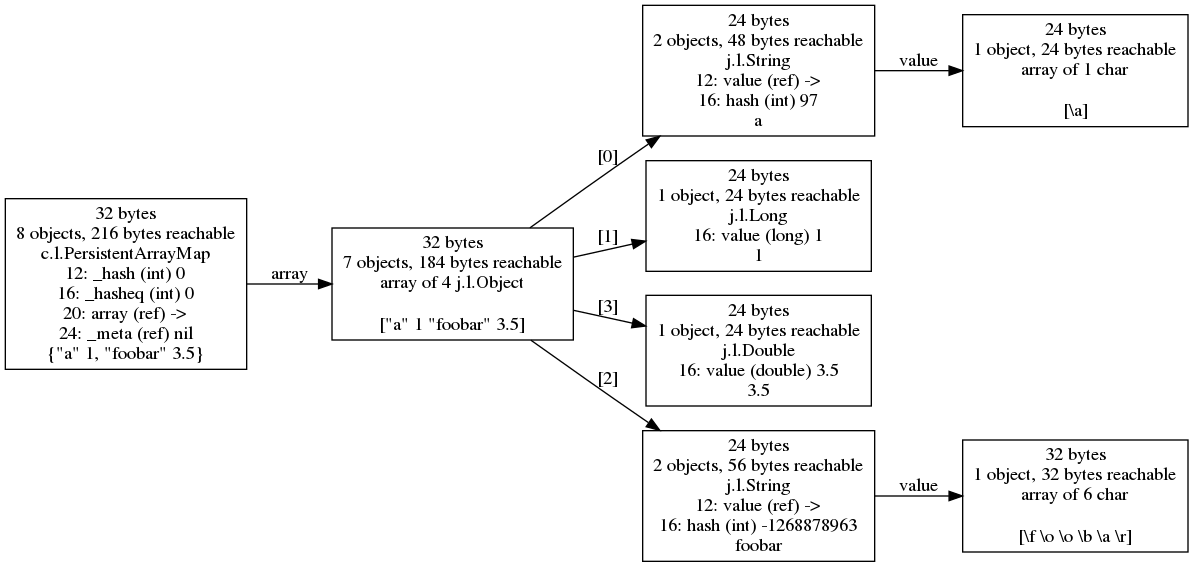 32 bytes
8 objects, 216 bytes reachable
c.l.PersistentArrayMap
12: _hash (int) 0
16: _hasheq (int) 0
20: array (ref) ->
24: _meta (ref) nil
{"a" 1, "foobar" 3.5}
array
32 bytes
7 objects, 184 bytes reachable
array of 4 j.l.Object
["a" 1 "foobar" 3.5]
[0]
24 bytes
2 objects, 48 bytes reachable
j.l.String
12: value (ref) ->
16: hash (int) 97
a
value
24 bytes
1 object, 24 bytes reachable
array of 1 char
[\a]
[1]
24 bytes
1 object, 24 bytes reachable
j.l.Long
16: value (long) 1
1
[3]
24 bytes
1 object, 24 bytes reachable
j.l.Double
16: value (double) 3.5
3.5
[2]
24 bytes
2 objects, 56 bytes reachable
j.l.String
12: value (ref) ->
16: hash (int) -1268878963
foobar
value
32 bytes
1 object, 32 bytes reachable
array of 6 char
[\f \o \o \b \a \r]